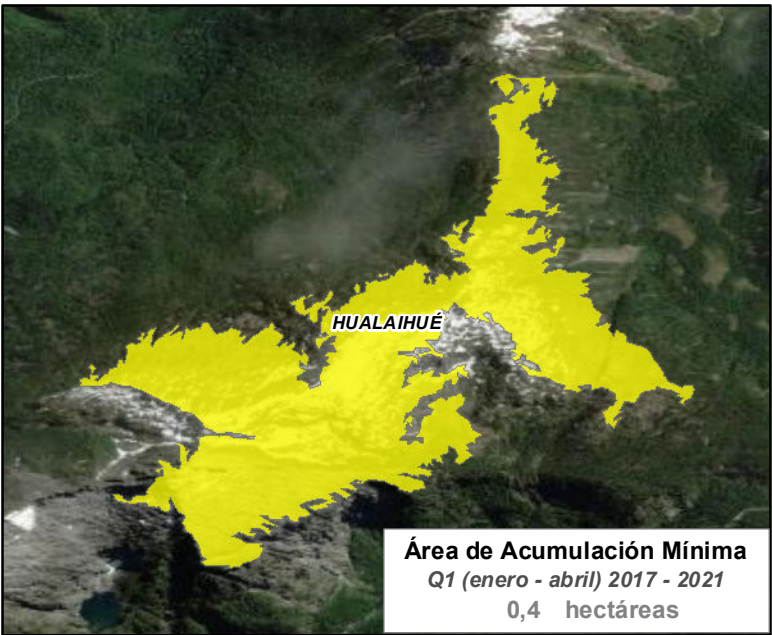 HUALAIHUÉ
Área de Acumulación Mínima
Q1 (enero - abril) 2017 - 2021
0,4 hectáreas